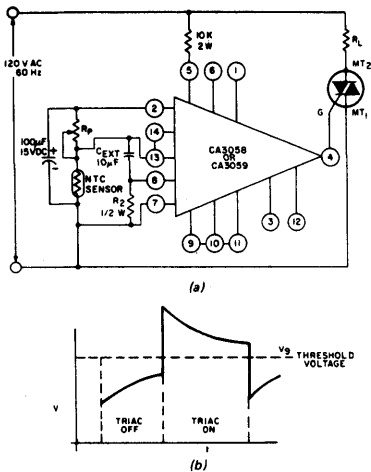 120 V AC
60 Hz
10K
2W
RL
MT2
5
6
1
2
14
13
8
7
9
10
11
3
12
4
G
MT1
100µF
15VDC
+
-
RP
CEXT
10µF
NTC
SENSOR
R2
1/2 W
CA3058
OR
CA3059
(a)
V9 THRESHOLD
VOLTAGE
V
TRIAC
OFF
TRIAC
ON
t
(b)